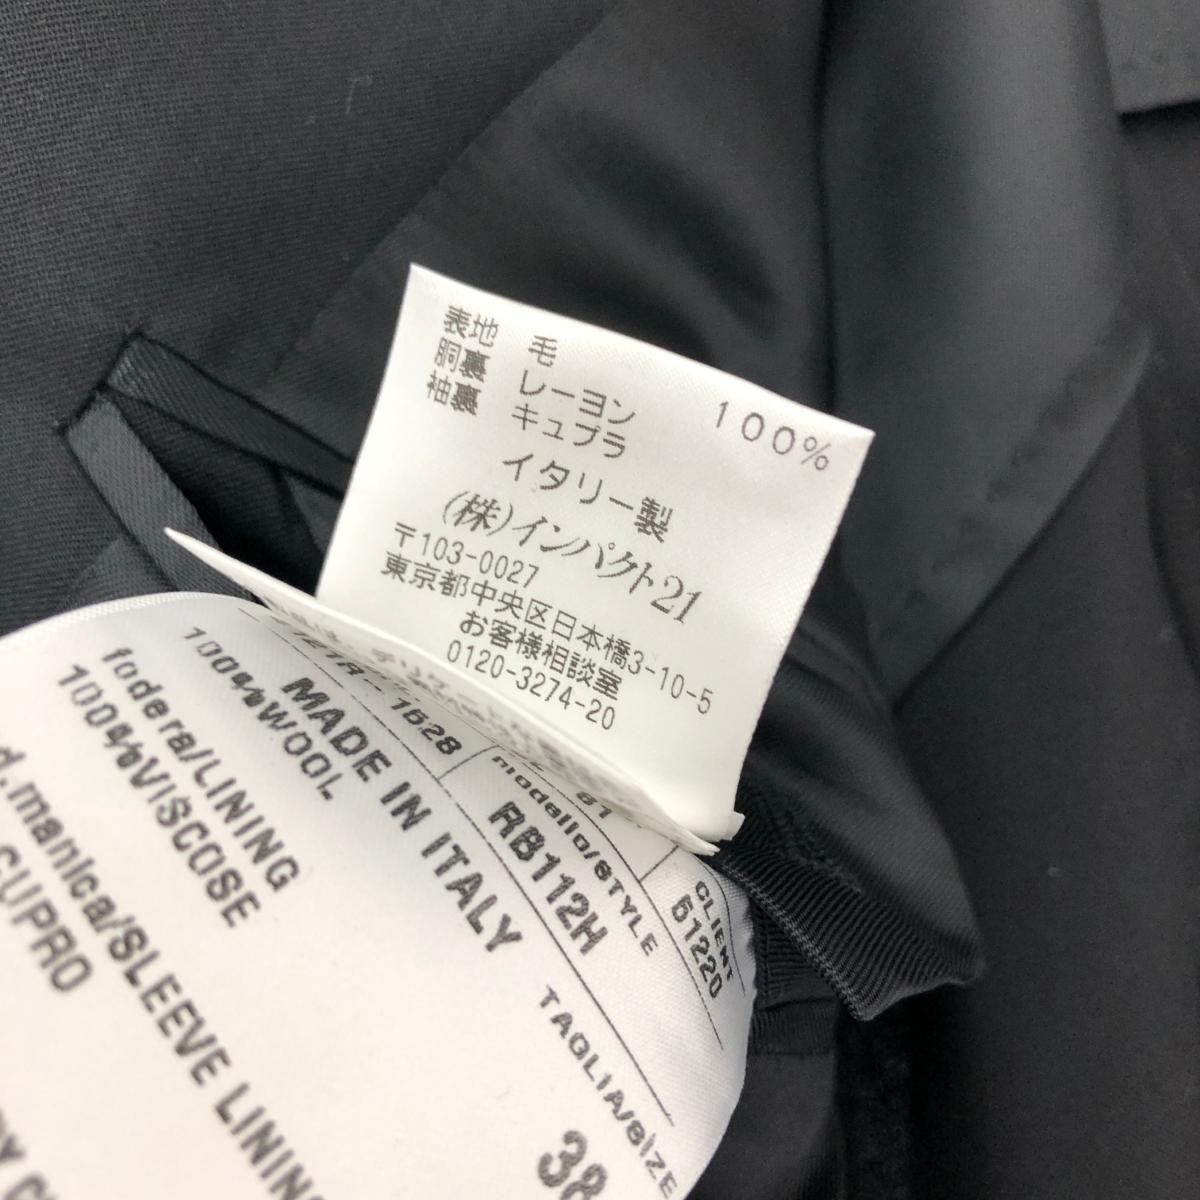 表地 毛 100%
胴裏 レーヨン
袖裏 キュプラ
イタリー製
(株)インパクト21
〒103-0027
東京都中央区日本橋3-10-5
お客様相談室
0120-3274-20
CLIENT
61220
modello/STYLE
RB112H
TAGLIA/SIZE
38
1628
MADE IN ITALY
100%WOOL
fodera/LINING
100%VISCOSE
manica/SLEEVE LINING
CUPRO